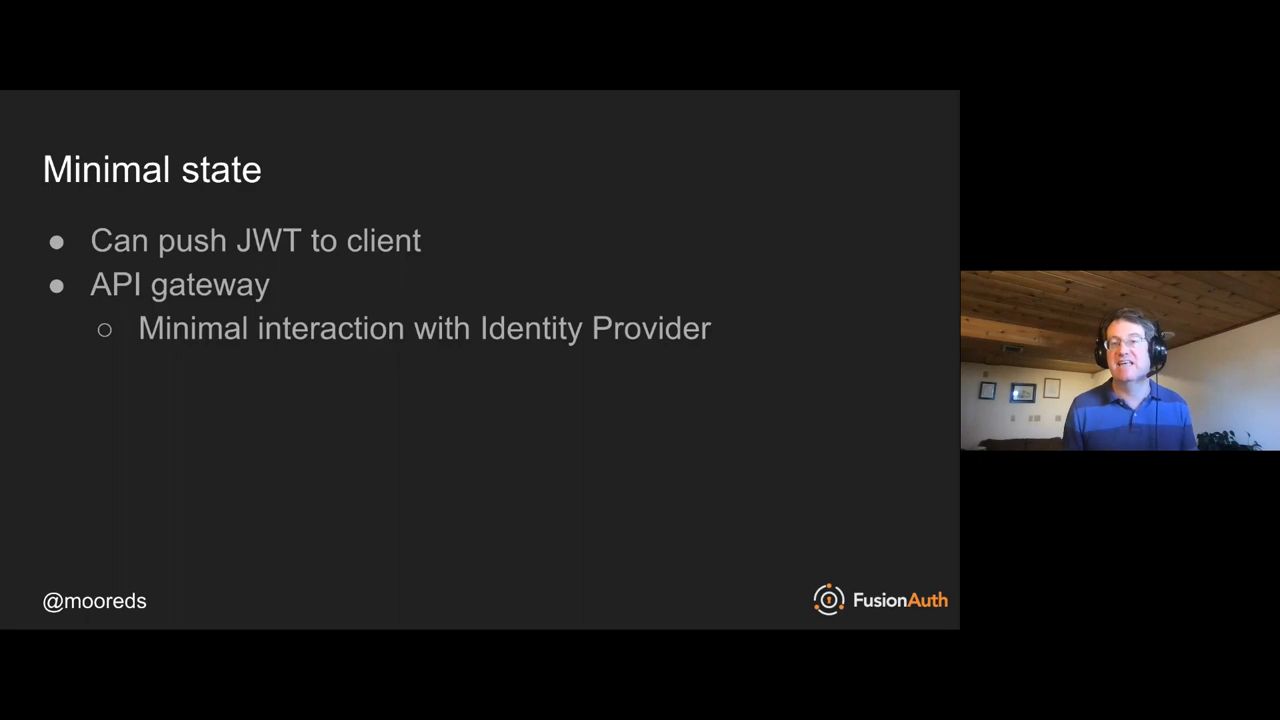 Minimal state
● Can push JWT to client
● API gateway
○ Minimal interaction with Identity Provider
@mooreds
FusionAuth